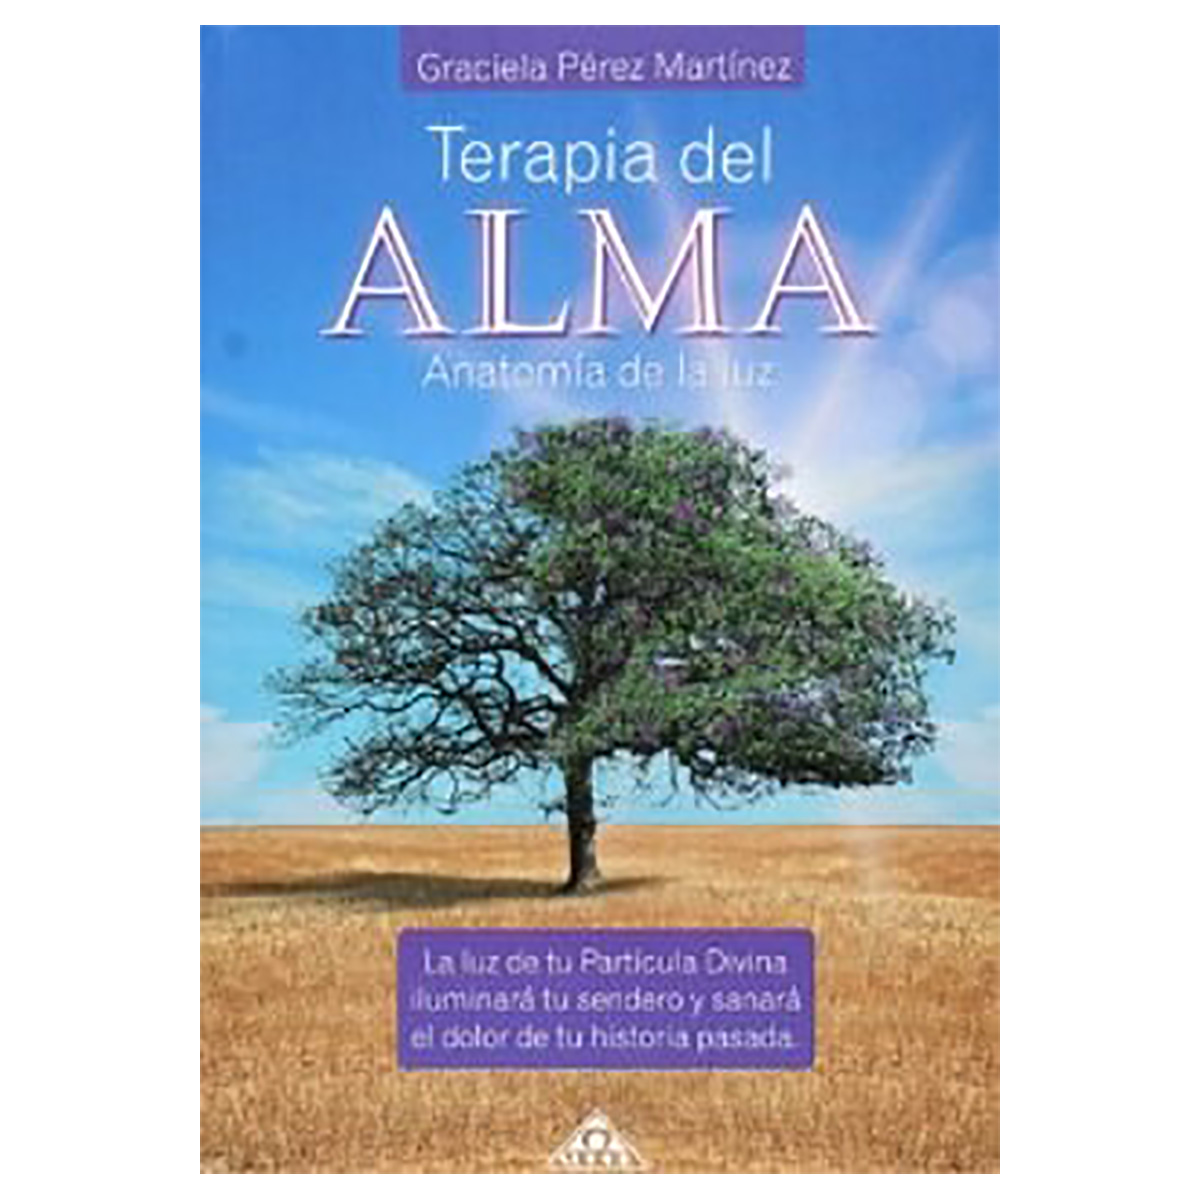 Graciela Pérez Martínez
Terapia del
ALMA
Anatomía de la luz
La luz de tu Partícula Divina
iluminará tu sendero y sanará
el dolor de tu historia pasada.